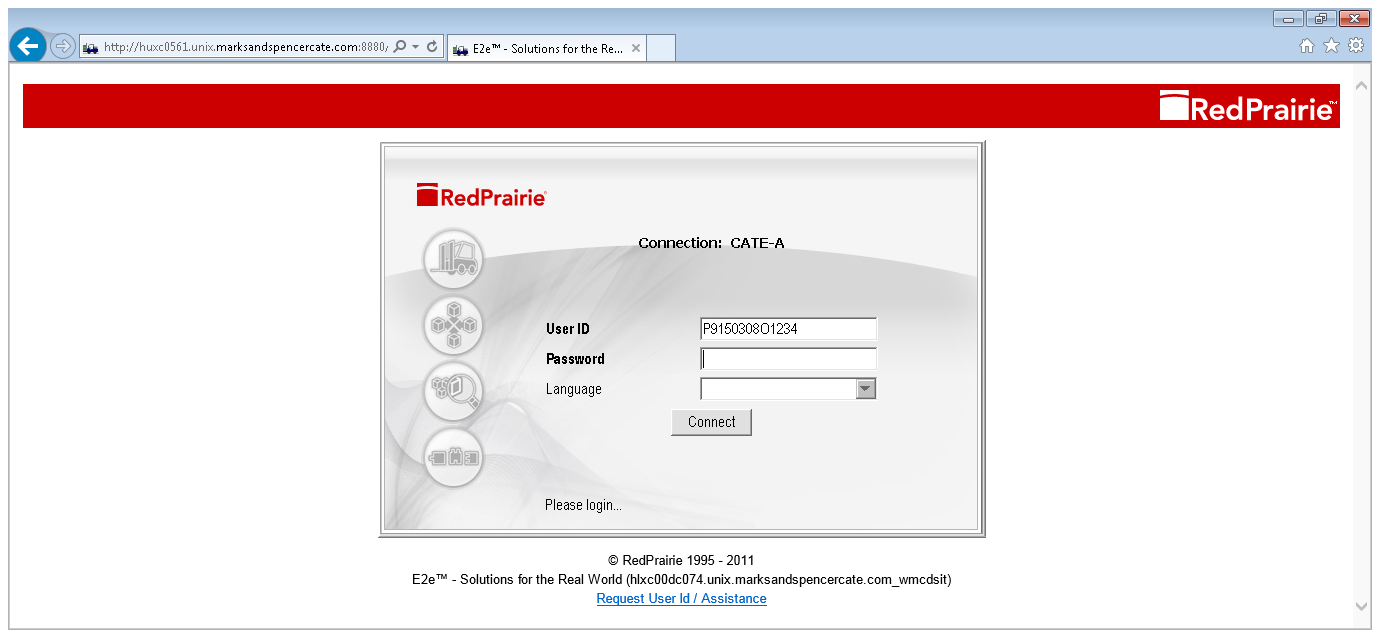 http://huxc0561.unix.marksandspencercate.com:8880/
E2e™ - Solutions for the Re...
RedPrairie™
RedPrairie
Connection: CATE-A
User ID
P9150308O1234
Password
Language
Connect
Please login...
© RedPrairie 1995 - 2011
E2e™ - Solutions for the Real World (hlxc00dc074.unix.marksandspencercate.com_wmcdsit)
Request User Id / Assistance